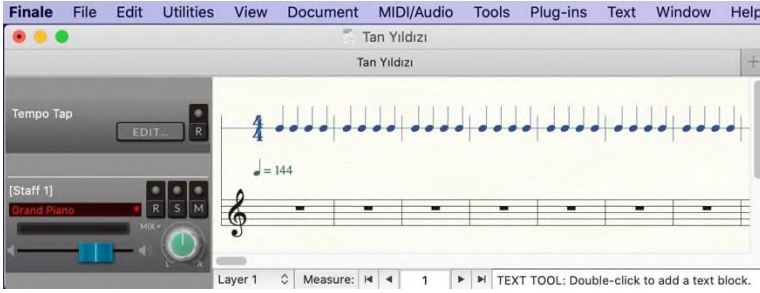 Finale File Edit Utilities View Document MIDI/Audio Tools Plug-ins Text Window Help
Tan Yıldızı
Tan Yıldızı
Tempo Tap
EDIT... R
4
4
= 144
[Staff 1]
Grand Piano R S M
MIX
L R
Layer 1 Measure: 1 TEXT TOOL: Double-click to add a text block.